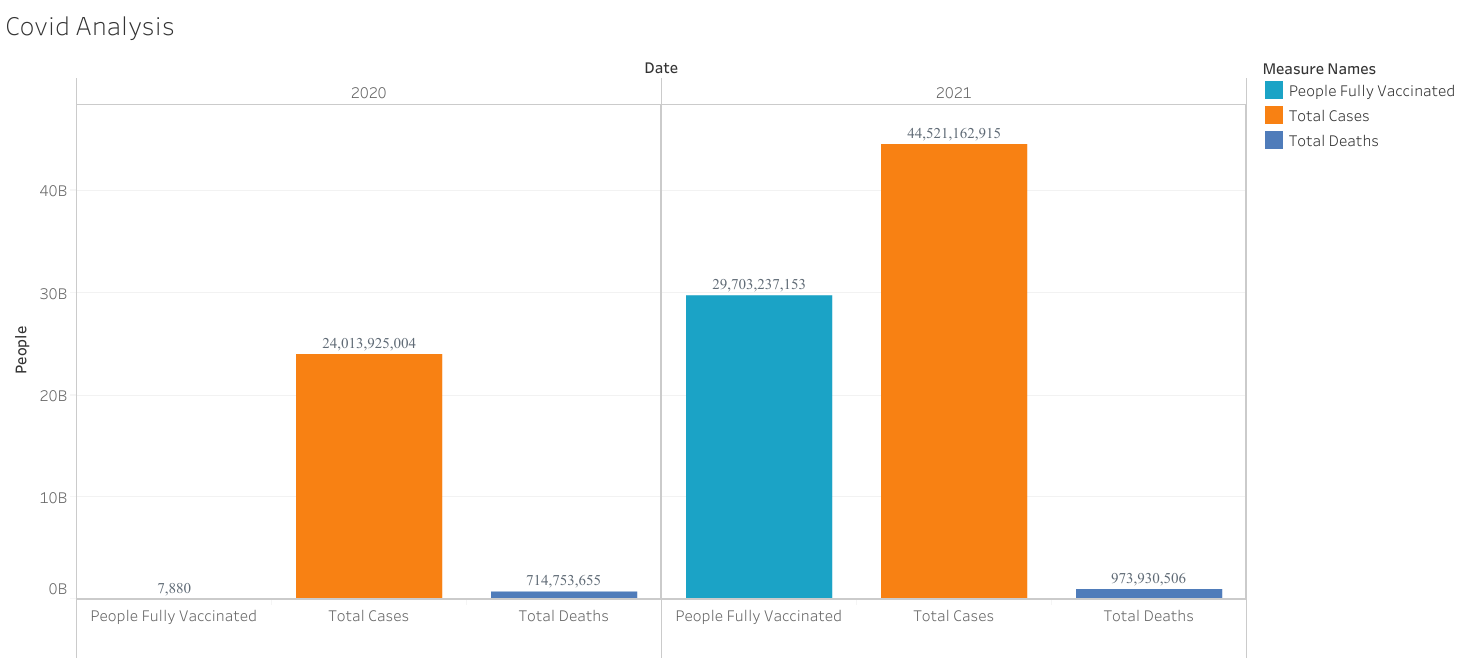 Covid Analysis
Date
2020
2021
Measure Names
People Fully Vaccinated
Total Cases
Total Deaths
People
40B
30B
20B
10B
0B
7,880
24,013,925,004
714,753,655
29,703,237,153
44,521,162,915
973,930,506
People Fully Vaccinated
Total Cases
Total Deaths
People Fully Vaccinated
Total Cases
Total Deaths